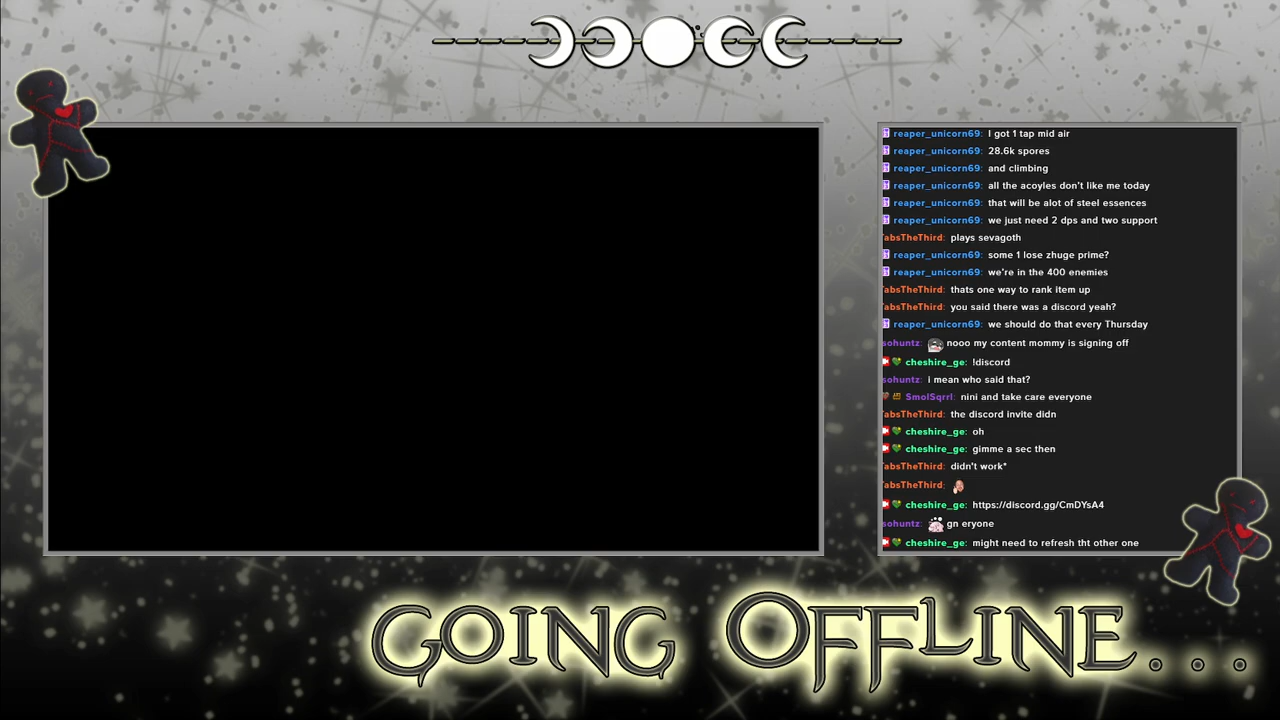 reaper_unicorn69: I got 1 tap mid air
reaper_unicorn69: 28.6k spores
reaper_unicorn69: and climbing
reaper_unicorn69: all the acoyles don't like me today
reaper_unicorn69: that will be alot of steel essences
reaper_unicorn69: we just need 2 dps and two support
absTheThird: plays sevagoth
reaper_unicorn69: some 1 lose zhuge prime?
reaper_unicorn69: we're in the 400 enemies
absTheThird: thats one way to rank item up
absTheThird: you said there was a discord yeah?
reaper_unicorn69: we should do that every Thursday
sohuntz: nooo my content mommy is signing off
cheshire_ge: !discord
sohuntz: i mean who said that?
SmolSqrrl: nini and take care everyone
absTheThird: the discord invite didn
cheshire_ge: oh
cheshire_ge: gimme a sec then
absTheThird: didn't work*
absTheThird:
cheshire_ge: https://discord.gg/CmDYsA4
sohuntz: gn eryone
cheshire_ge: might need to refresh tht other one
GOING OFFLINE...